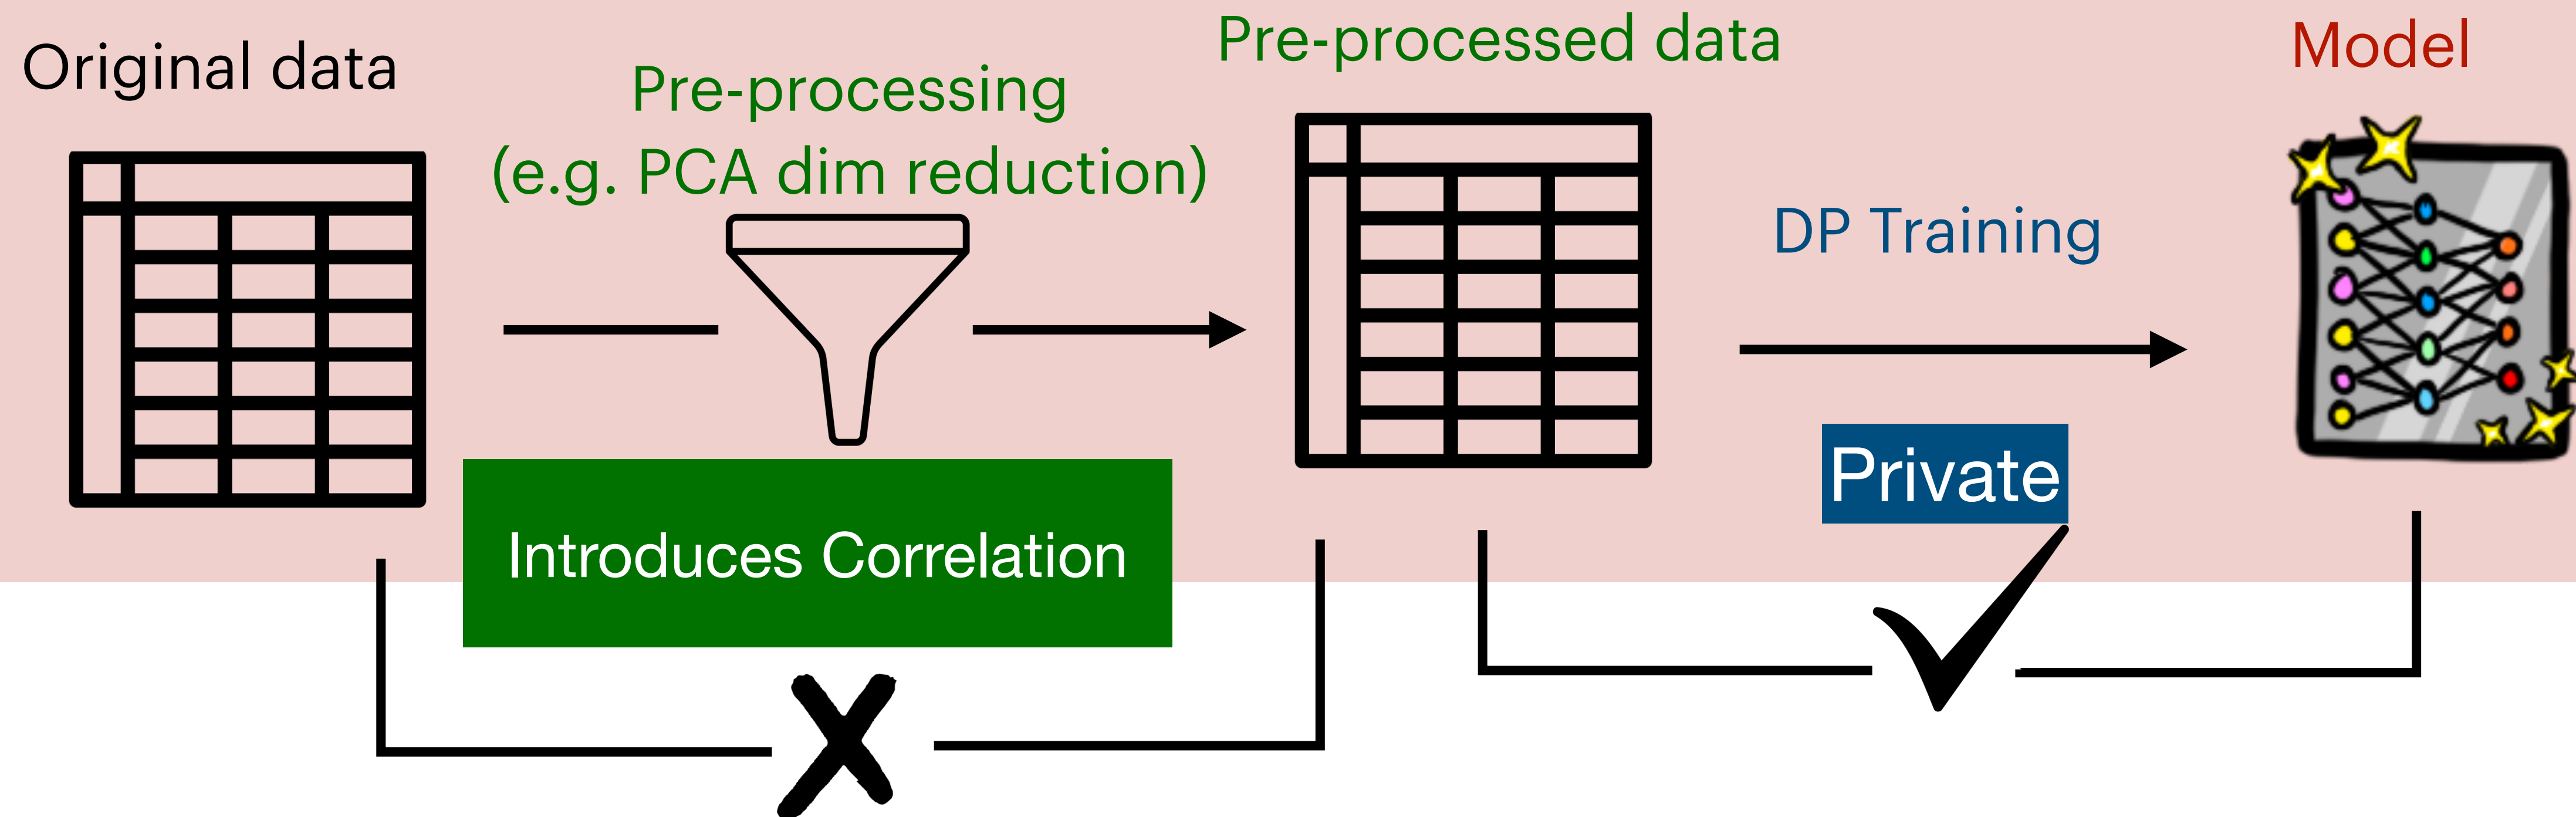 Original data
Pre-processing
(e.g. PCA dim reduction)
Pre-processed data
DP Training
Model
Introduces Correlation
Private